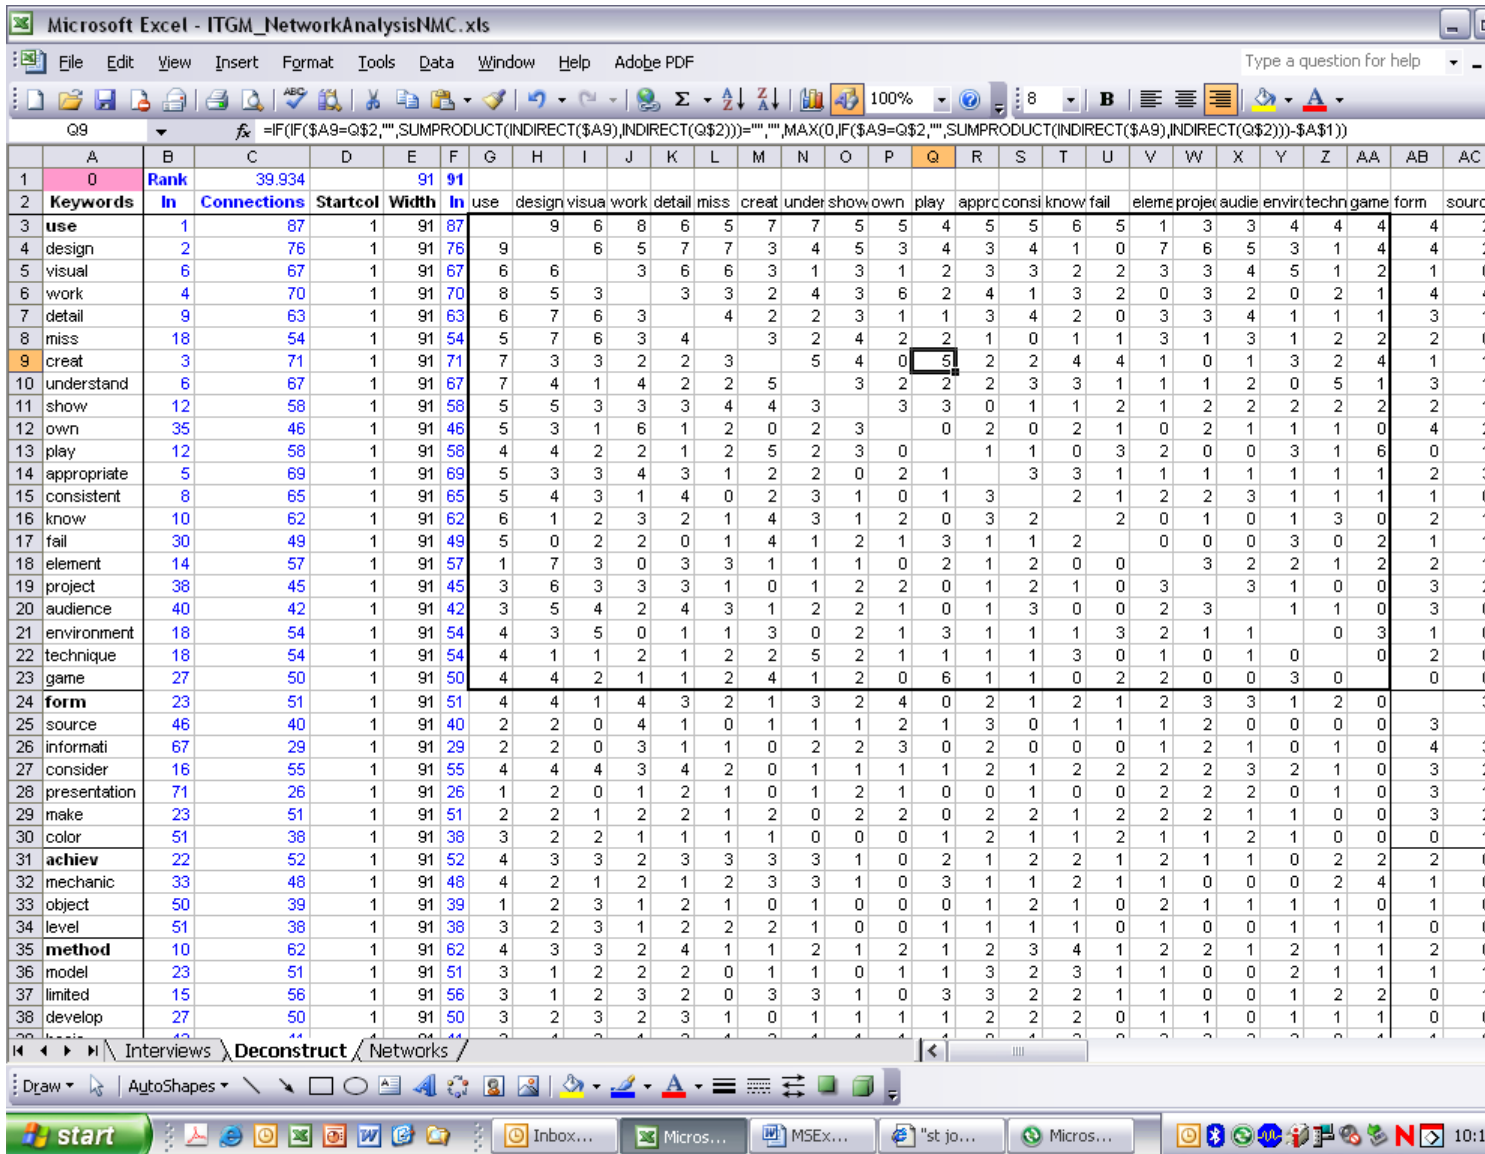 Microsoft Excel - ITGM_NetworkAnalysisNMC.xls
File Edit View Insert Format Tools Data Window Help Adobe PDF Type a question for help
100% 8 B A
Q9 fx =IF(IF($A9=Q$2,"",SUMPRODUCT(INDIRECT($A9),INDIRECT(Q$2)))="","",MAX(0,IF($A9=Q$2,"",SUMPRODUCT(INDIRECT($A9),INDIRECT(Q$2)))-$A$1))
A B C D E F G H I J K L M N O P Q R S T U V W X Y Z AA AB AC
1 0 Rank 39.934 91 91
2 Keywords In Connections Startcol Width In use design visua work detail miss creat under show own play appro consi know fail eleme projec audie enviro techn game form sourc
3 use 1 87 1 91 87 9 6 8 6 5 7 7 5 5 4 5 5 6 5 1 3 3 4 4 4 4
4 design 2 76 1 91 76 9 6 5 7 7 3 4 5 3 4 3 4 1 0 7 6 5 3 1 4 4
5 visual 6 67 1 91 67 6 6 3 6 6 3 1 3 1 2 3 3 2 2 3 3 4 5 1 2 1
6 work 4 70 1 91 70 8 5 3 3 3 2 4 3 6 2 4 1 3 2 0 3 2 0 2 1 4
7 detail 9 63 1 91 63 6 7 6 3 4 2 2 3 1 1 3 4 2 0 3 3 4 1 1 1 3
8 miss 18 54 1 91 54 5 7 6 3 4 3 2 4 2 2 1 0 1 1 3 1 3 1 2 2 2
9 creat 3 71 1 91 71 7 3 3 2 2 3 5 4 0 5 2 2 4 4 1 0 1 3 2 4 1
10 understand 6 67 1 91 67 7 4 1 4 2 2 5 3 2 2 2 3 3 1 1 1 2 0 5 1 3
11 show 12 58 1 91 58 5 5 3 3 3 4 4 3 3 3 0 1 1 2 1 2 2 2 2 2 2
12 own 35 46 1 91 46 5 3 1 6 1 2 0 2 3 0 2 0 2 1 0 2 1 1 1 0 4
13 play 12 58 1 91 58 4 4 2 2 1 2 5 2 3 0 1 1 0 3 2 0 0 3 1 6 0
14 appropriate 5 69 1 91 69 5 3 3 4 3 1 2 2 0 2 1 3 3 1 1 1 1 1 1 1 2
15 consistent 8 65 1 91 65 5 4 3 1 4 0 2 3 1 0 1 3 2 1 2 2 3 1 1 1 1
16 know 10 62 1 91 62 6 1 2 3 2 1 4 3 1 2 0 3 2 2 0 1 0 1 3 0 2
17 fail 30 49 1 91 49 5 0 2 2 0 1 4 1 2 1 3 1 1 2 0 0 0 3 0 2 1
18 element 14 57 1 91 57 1 7 3 0 3 3 1 1 1 0 2 1 2 0 0 3 2 2 1 2 2
19 project 38 45 1 91 45 3 6 3 3 3 1 0 1 2 2 0 1 2 1 0 3 3 1 0 0 3
20 audience 40 42 1 91 42 3 5 4 2 4 3 1 2 2 1 0 1 3 0 0 2 3 1 1 0 3
21 environment 18 54 1 91 54 4 3 5 0 1 1 3 0 2 1 3 1 1 1 3 2 1 1 0 3 1
22 technique 18 54 1 91 54 4 1 1 2 1 2 2 5 2 1 1 1 1 3 0 1 0 1 0 0 2
23 game 27 50 1 91 50 4 4 2 1 1 2 4 1 2 0 6 1 1 0 2 2 0 0 3 0 0
24 form 23 51 1 91 51 4 4 1 4 3 2 1 3 2 4 0 2 1 2 1 2 3 3 1 2 0
25 source 46 40 1 91 40 2 2 0 4 1 0 1 1 1 2 1 3 0 1 1 1 2 0 0 0 0 3
26 informati 67 29 1 91 29 2 2 0 3 1 1 0 2 2 3 0 2 0 0 0 1 2 1 0 1 0 4
27 consider 16 55 1 91 55 4 4 4 3 4 2 0 1 1 1 1 2 1 2 2 2 2 3 2 1 0 3
28 presentation 71 26 1 91 26 1 2 0 1 2 1 0 1 2 1 0 0 1 0 0 2 2 2 0 1 0 3
29 make 23 51 1 91 51 2 2 1 2 2 1 2 0 2 2 0 2 2 1 2 2 2 1 1 0 0 3
30 color 51 38 1 91 38 3 2 2 1 1 1 1 0 0 0 1 2 1 1 2 1 1 2 1 0 0 0
31 achiev 22 52 1 91 52 4 3 3 2 3 3 3 3 1 0 2 1 2 2 1 2 1 1 0 2 2 2
32 mechanic 33 48 1 91 48 4 2 1 2 1 2 3 3 1 0 3 1 1 2 1 1 0 0 0 2 4 1
33 object 50 39 1 91 39 1 2 3 1 2 1 0 1 0 0 0 1 2 1 0 2 1 1 1 1 0 1
34 level 51 38 1 91 38 3 2 3 1 2 2 2 1 0 0 1 1 1 1 0 1 0 0 1 1 1 0
35 method 10 62 1 91 62 4 3 3 2 4 1 1 2 1 2 1 2 3 4 1 2 2 1 2 1 1 2
36 model 23 51 1 91 51 3 1 2 2 2 0 1 1 0 1 1 3 2 3 1 1 0 0 2 1 1 1
37 limited 15 56 1 91 56 3 1 2 3 2 0 3 3 1 0 3 3 2 2 1 1 0 0 1 2 2 0
38 develop 27 50 1 91 50 3 2 3 2 3 1 0 1 1 1 1 2 2 2 0 1 1 0 1 1 1 0
Interviews Deconstruct Networks
Draw AutoShapes A
start Inbox... Micros... MSEx... "st jo... Micros... N 10:1